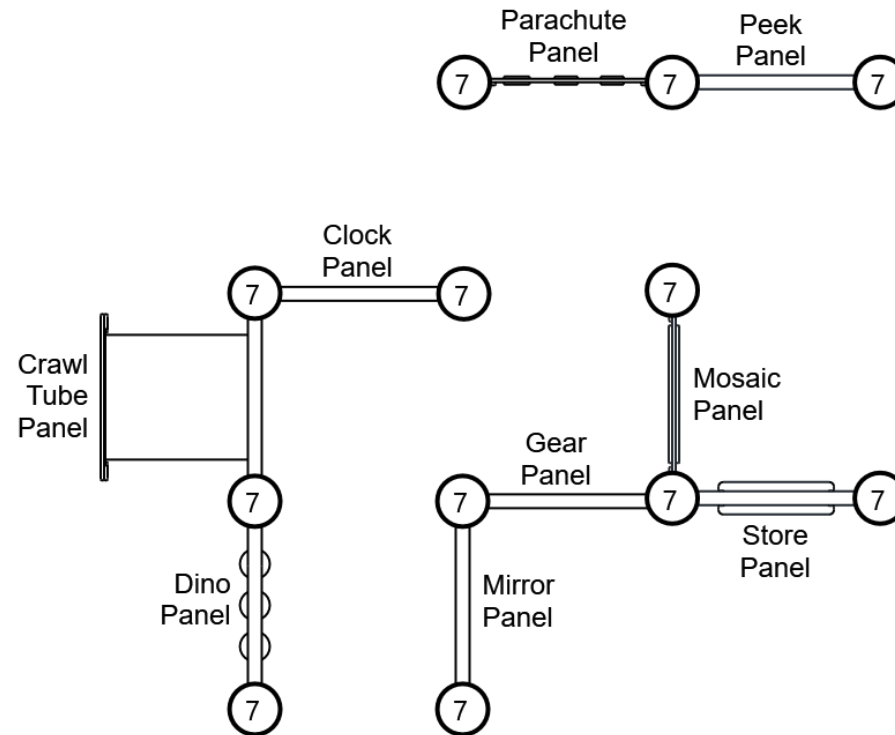 Parachute
Panel
Peek
Panel
7
7
7
Clock
Panel
7
7
7
Crawl
Tube
Panel
Mosaic
Panel
Gear
Panel
7
7
7
7
Store
Panel
Dino
Panel
Mirror
Panel
7
7